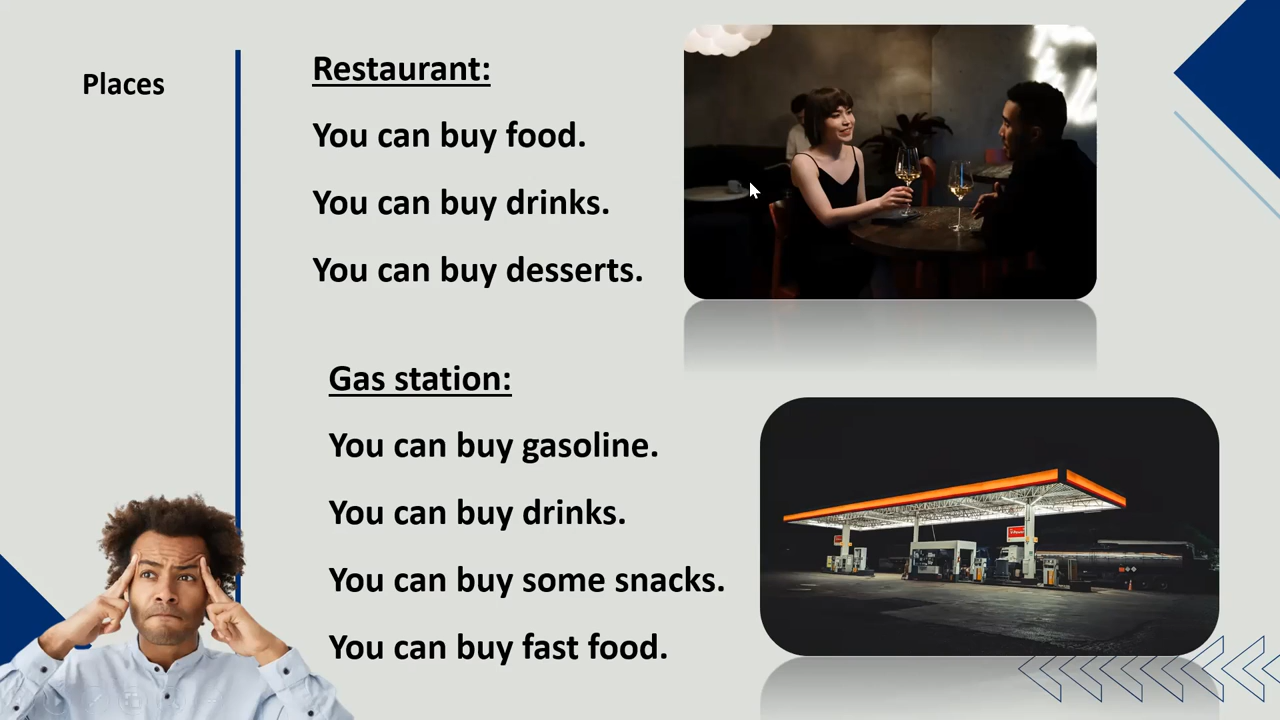 Places
Restaurant:
You can buy food.
You can buy drinks.
You can buy desserts.
Gas station:
You can buy gasoline.
You can buy drinks.
You can buy some snacks.
You can buy fast food.